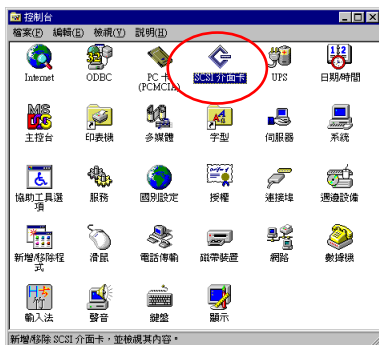 控制台
檔案(F) 編輯(E) 檢視(V) 說明(H)
Internet ODBC PC 卡 (PCMCIA) SCSI 介面卡 UPS 日期/時間
主控台 印表機 多媒體 字型 伺服器 系統
協助工具選項 服務 國別設定 授權 連接埠 週邊設備
新增/移除程式 滑鼠 電話傳輸 磁帶裝置 網路 數據機
輸入法 聲音 鍵盤 顯示
新增/移除 SCSI 介面卡，並檢視其內容。